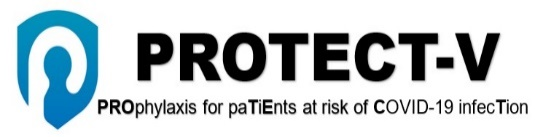 PROTECT-V
PROphylaxis for paTiEnts at risk of COVID-19 infecTion